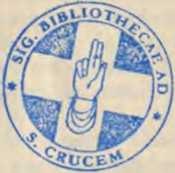 SIG. BIBLIOTHECAE AD
S. CRUCEM